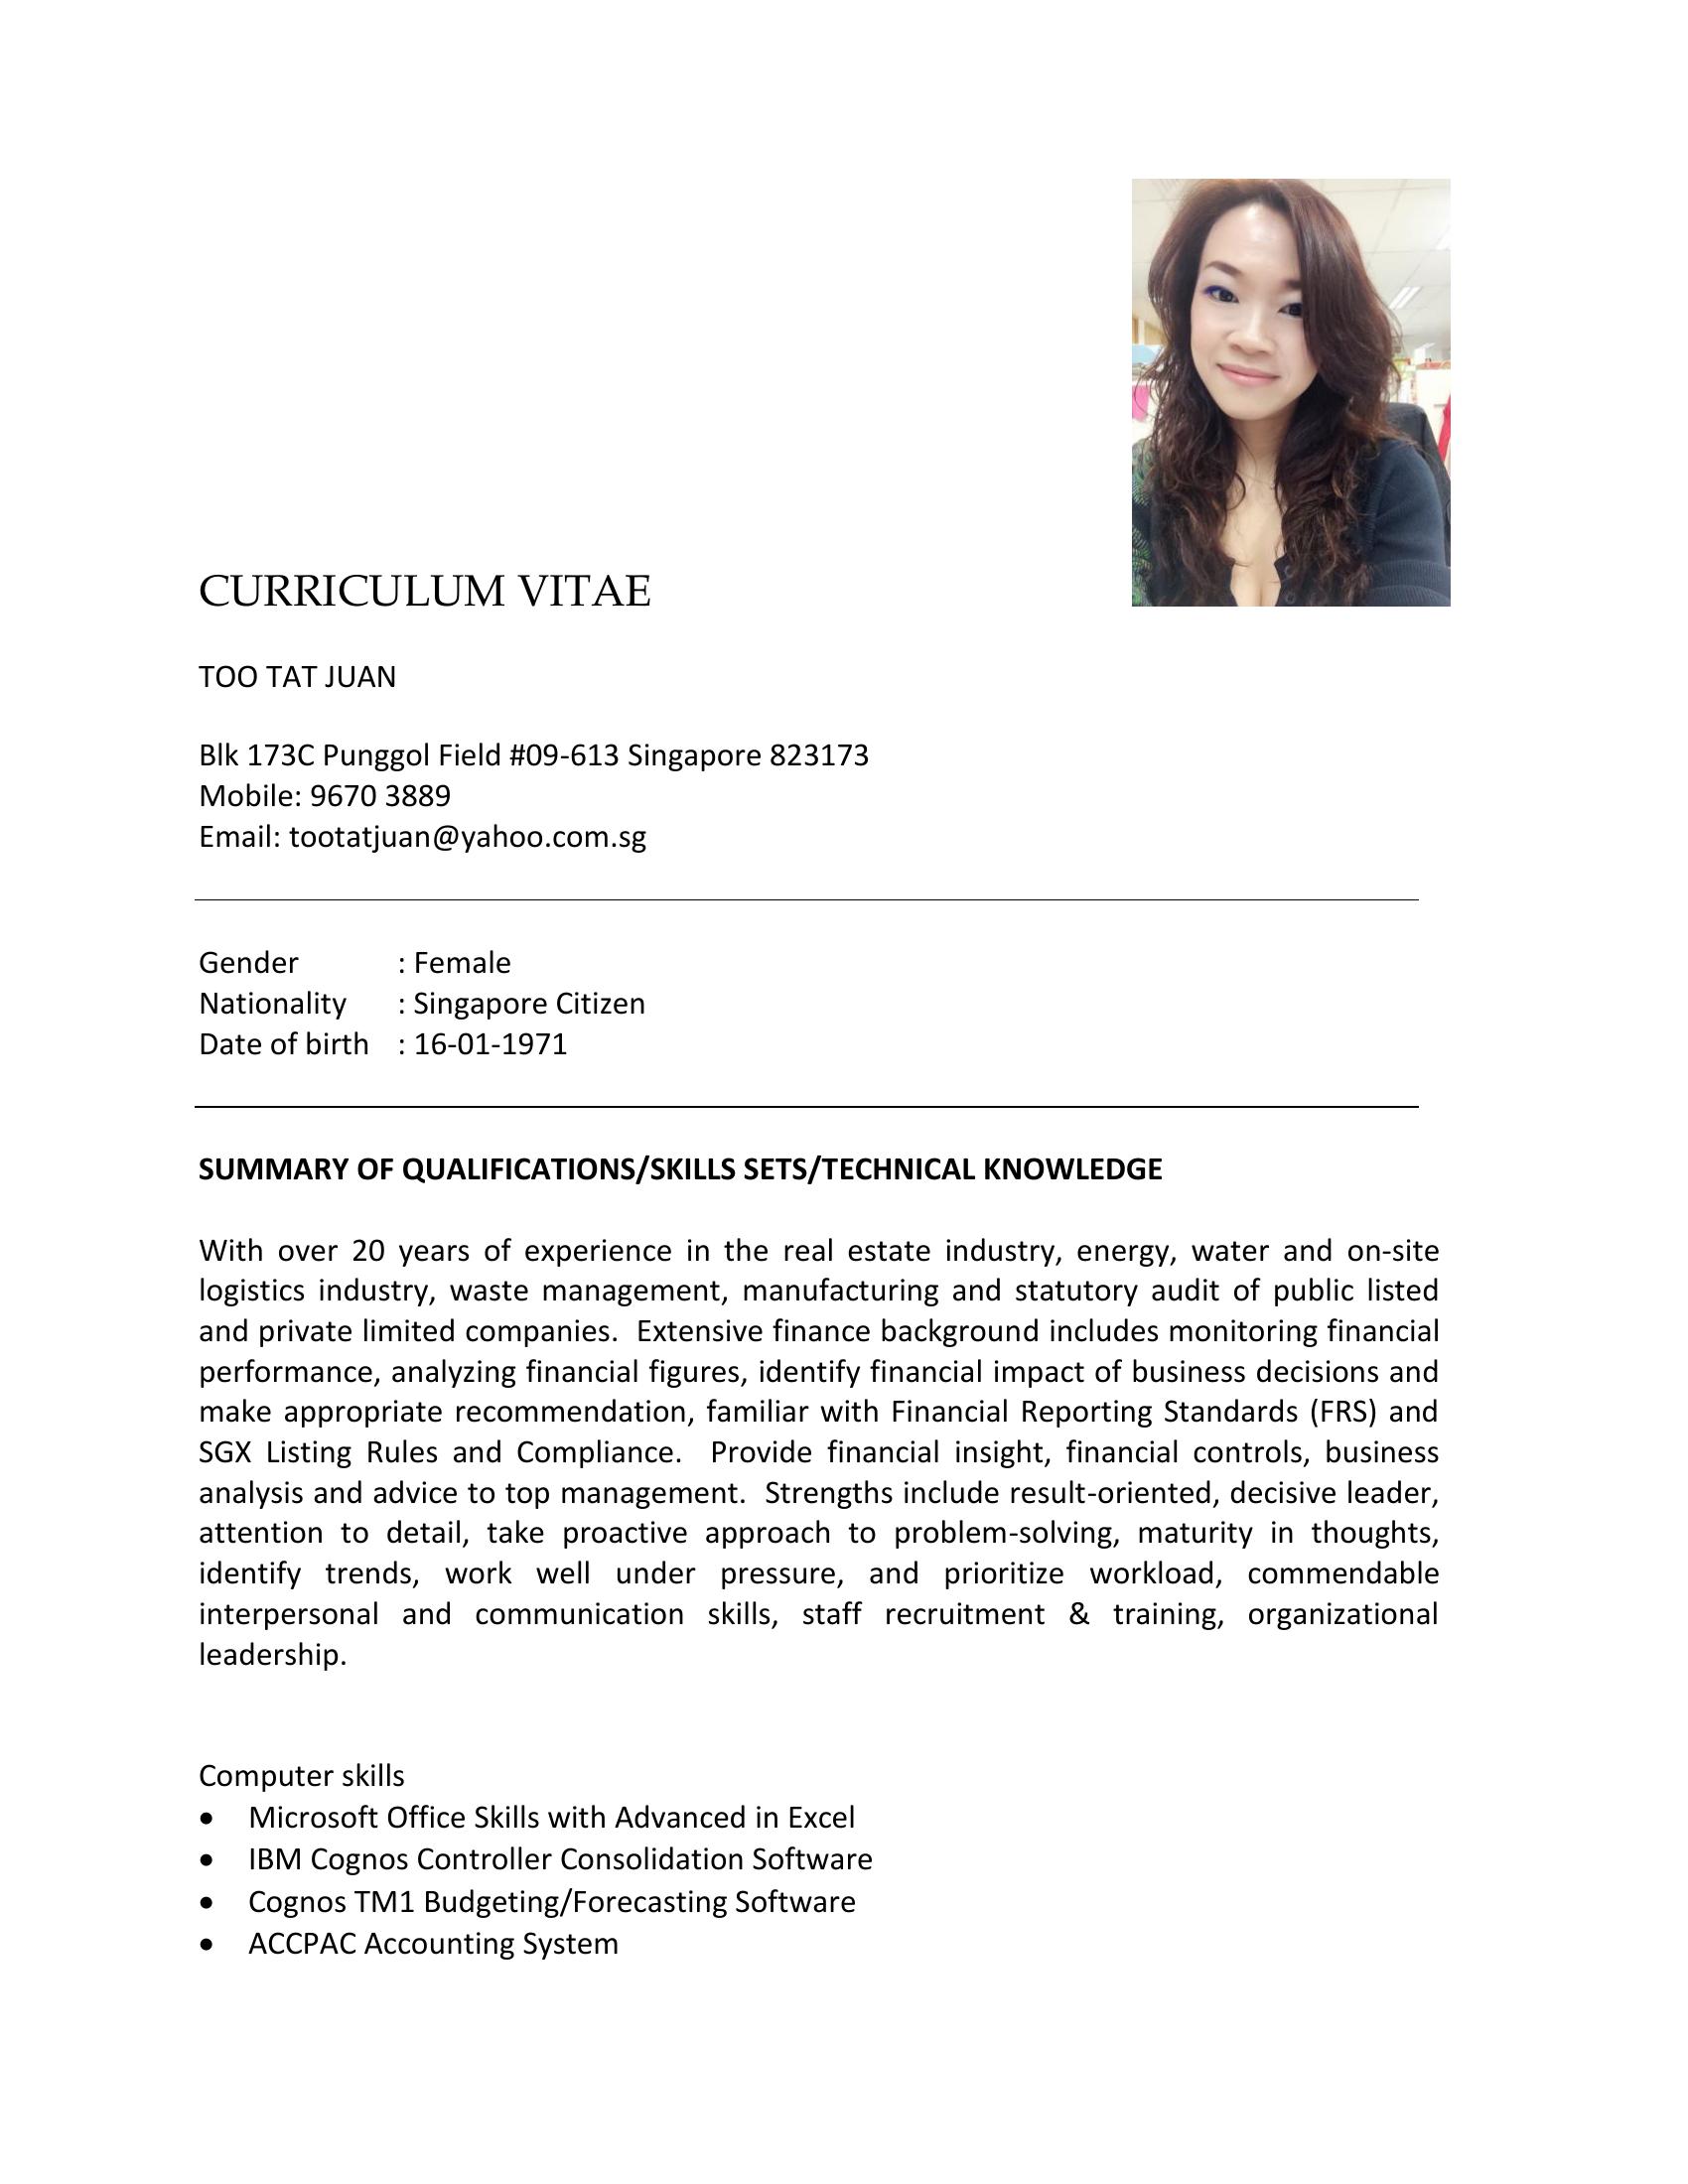 CURRICULUM VITAE
TOO TAT JUAN
Blk 173C Punggol Field #09-613 Singapore 823173
Mobile: 9670 3889
Email: tootatjuan@yahoo.com.sg
Gender : Female
Nationality : Singapore Citizen
Date of birth : 16-01-1971
SUMMARY OF QUALIFICATIONS/SKILLS SETS/TECHNICAL KNOWLEDGE
With over 20 years of experience in the real estate industry, energy, water and on-site
logistics industry, waste management, manufacturing and statutory audit of public listed
and private limited companies.  Extensive finance background includes monitoring financial
performance, analyzing financial figures, identify financial impact of business decisions and
make appropriate recommendation, familiar with Financial Reporting Standards (FRS) and
SGX Listing Rules and Compliance.  Provide financial insight, financial controls, business
analysis and advice to top management.  Strengths include result-oriented, decisive leader,
attention to detail, take proactive approach to problem-solving, maturity in thoughts,
identify trends, work well under pressure, and prioritize workload, commendable
interpersonal and communication skills, staff recruitment & training, organizational
leadership.
Computer skills
• Microsoft Office Skills with Advanced in Excel
• IBM Cognos Controller Consolidation Software
• Cognos TM1 Budgeting/Forecasting Software
• ACCPAC Accounting System